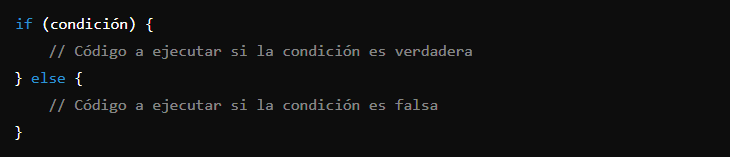 if (condición) {
    // Código a ejecutar si la condición es verdadera
} else {
    // Código a ejecutar si la condición es falsa
}